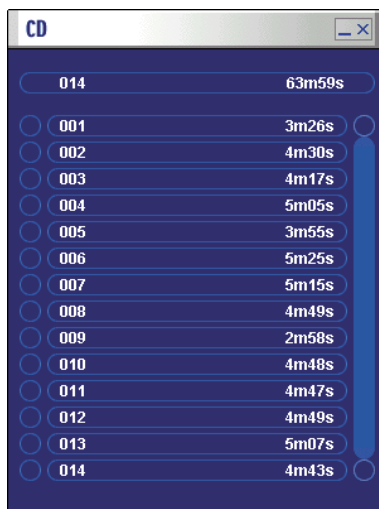 CD
014 63m59s
001 3m26s
002 4m30s
003 4m17s
004 5m05s
005 3m55s
006 5m25s
007 5m15s
008 4m49s
009 2m58s
010 4m48s
011 4m47s
012 4m49s
013 5m07s
014 4m43s